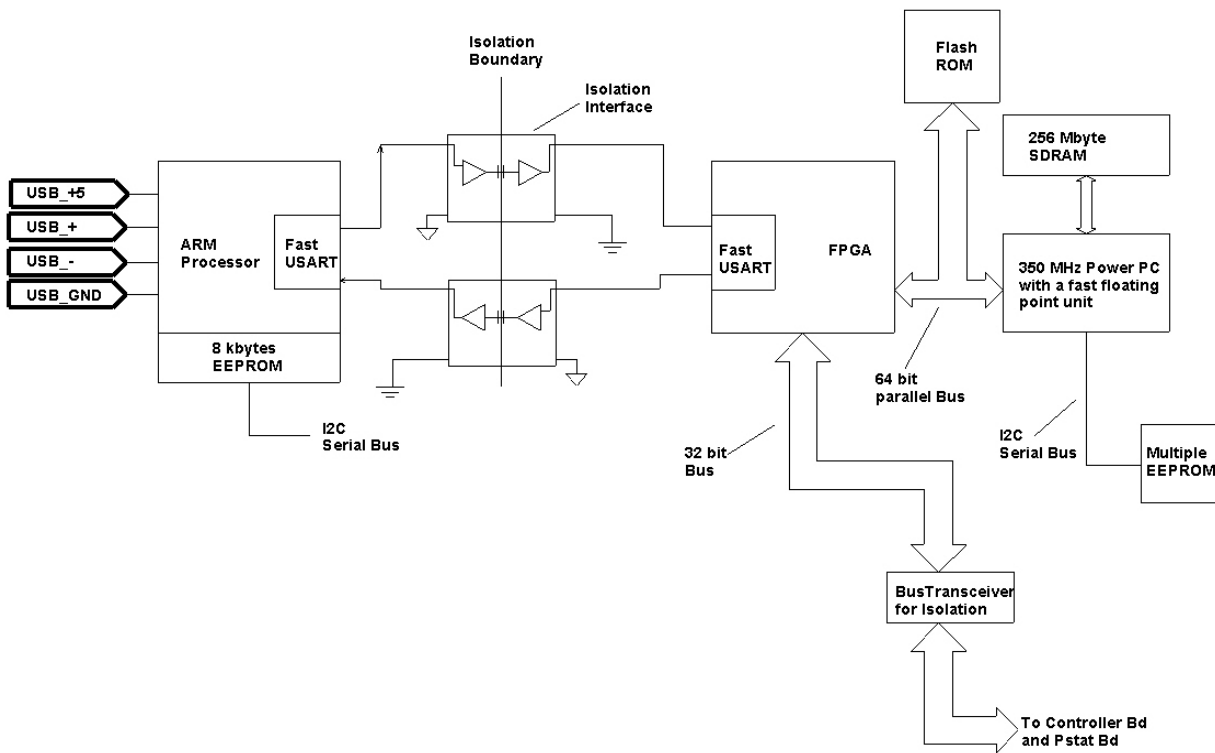 Isolation
Boundary
Isolation
Interface
Flash
ROM
256 Mbyte
SDRAM
USB_+5
USB_+
USB_-
USB_GND
ARM
Processor
Fast
USART
8 kbytes
EEPROM
I2C
Serial Bus
Fast
USART
FPGA
350 MHz Power PC
with a fast floating
point unit
64 bit
parallel Bus
32 bit
Bus
I2C
Serial Bus
Multiple
EEPROM
BusTransceiver
for Isolation
To Controller Bd
and Pstat Bd